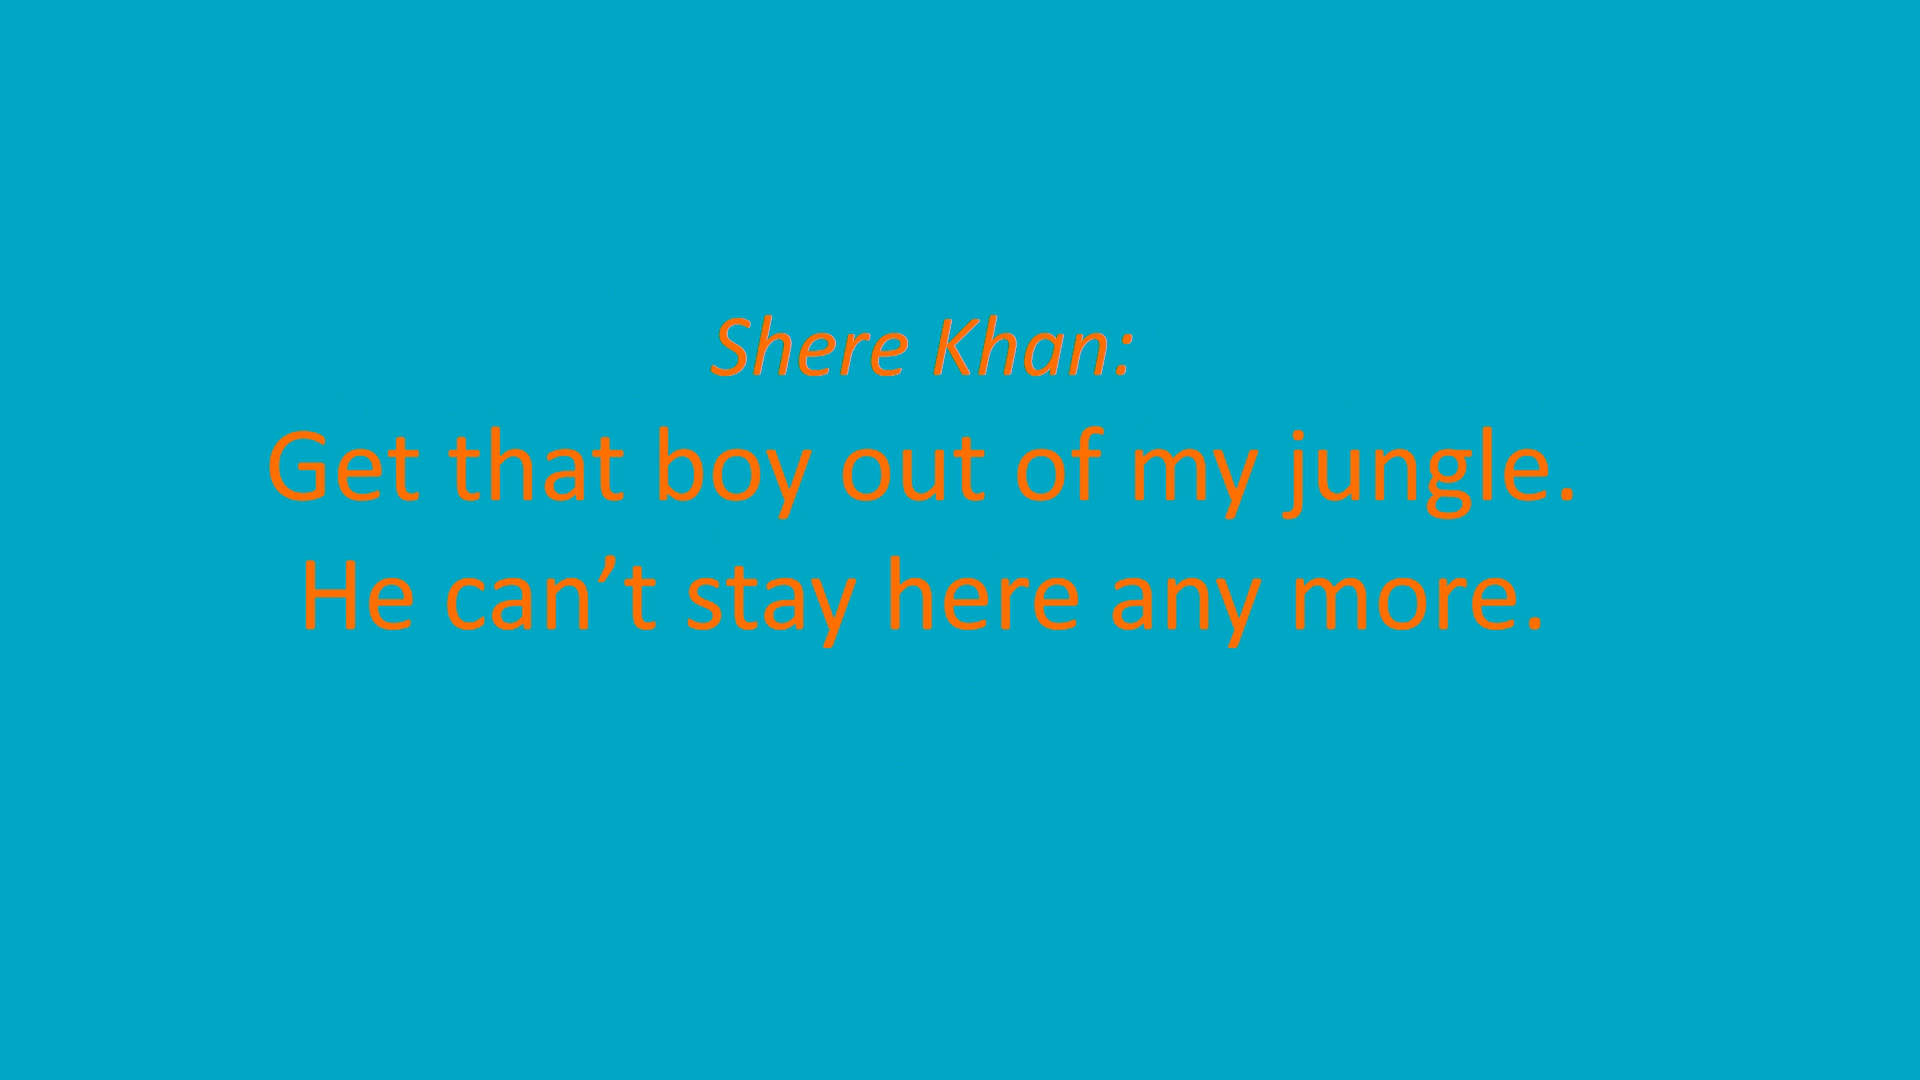 Shere Khan:
Get that boy out of my jungle.
He can’t stay here any more.